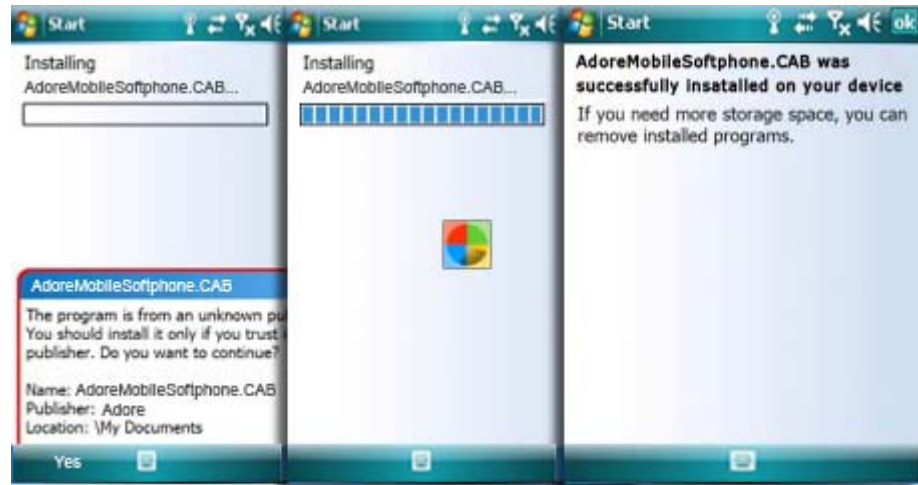 Start
Installing
AdoreMobileSoftphone.CAB...
AdoreMobileSoftphone.CAB
The program is from an unknown pu
You should install it only if you trust
publisher. Do you want to continue?
Name: AdoreMobileSoftphone.CAB
Publisher: Adore
Location: \My Documents
Yes
Start
Installing
AdoreMobileSoftphone.CAB...
Start
ok
AdoreMobileSoftphone.CAB was
successfully insatalled on your device
If you need more storage space, you can
remove installed programs.